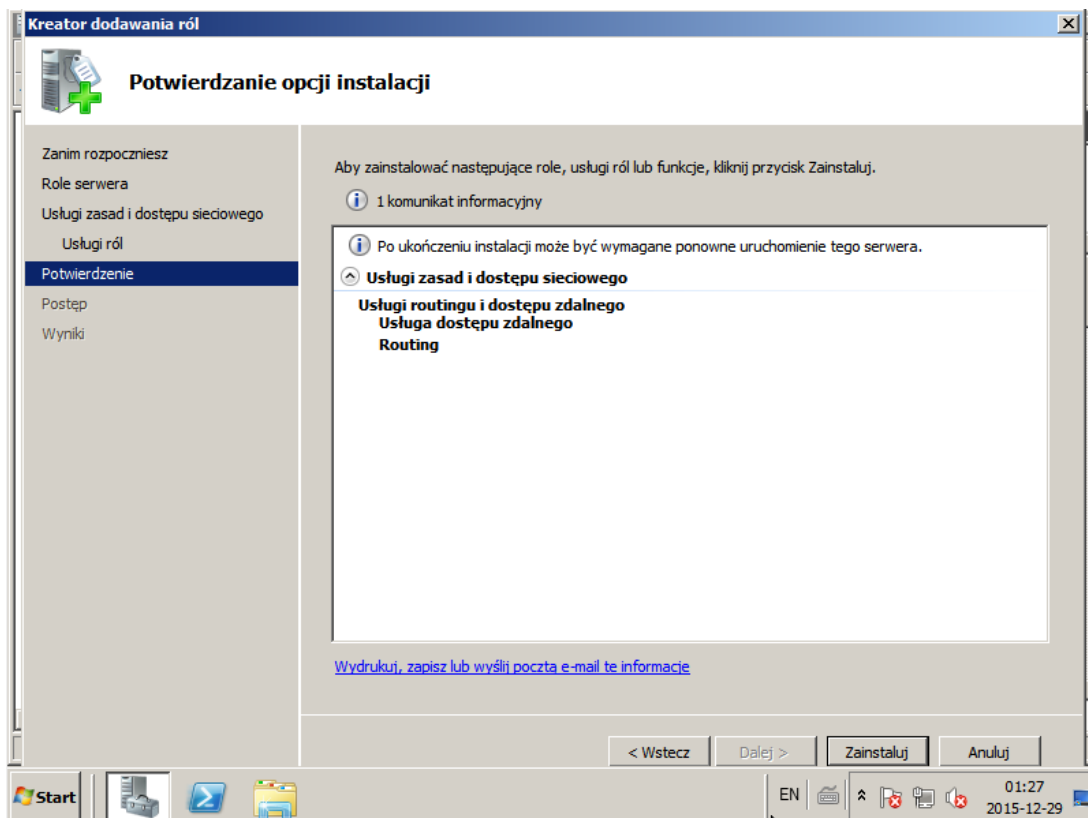 Kreator dodawania ról
Potwierdzanie opcji instalacji
Zanim rozpoczniesz
Role serwera
Usługi zasad i dostępu sieciowego
Usługi ról
Potwierdzenie
Postęp
Wyniki
Aby zainstalować następujące role, usługi ról lub funkcje, kliknij przycisk Zainstaluj.
1 komunikat informacyjny
Po ukończeniu instalacji może być wymagane ponowne uruchomienie tego serwera.
Usługi zasad i dostępu sieciowego
Usługi routingu i dostępu zdalnego
Usługa dostępu zdalnego
Routing
Wydrukuj, zapisz lub wyślij pocztą e-mail te informacje
< Wstecz Dalej > Zainstaluj Anuluj
Start EN 01:27
2015-12-29